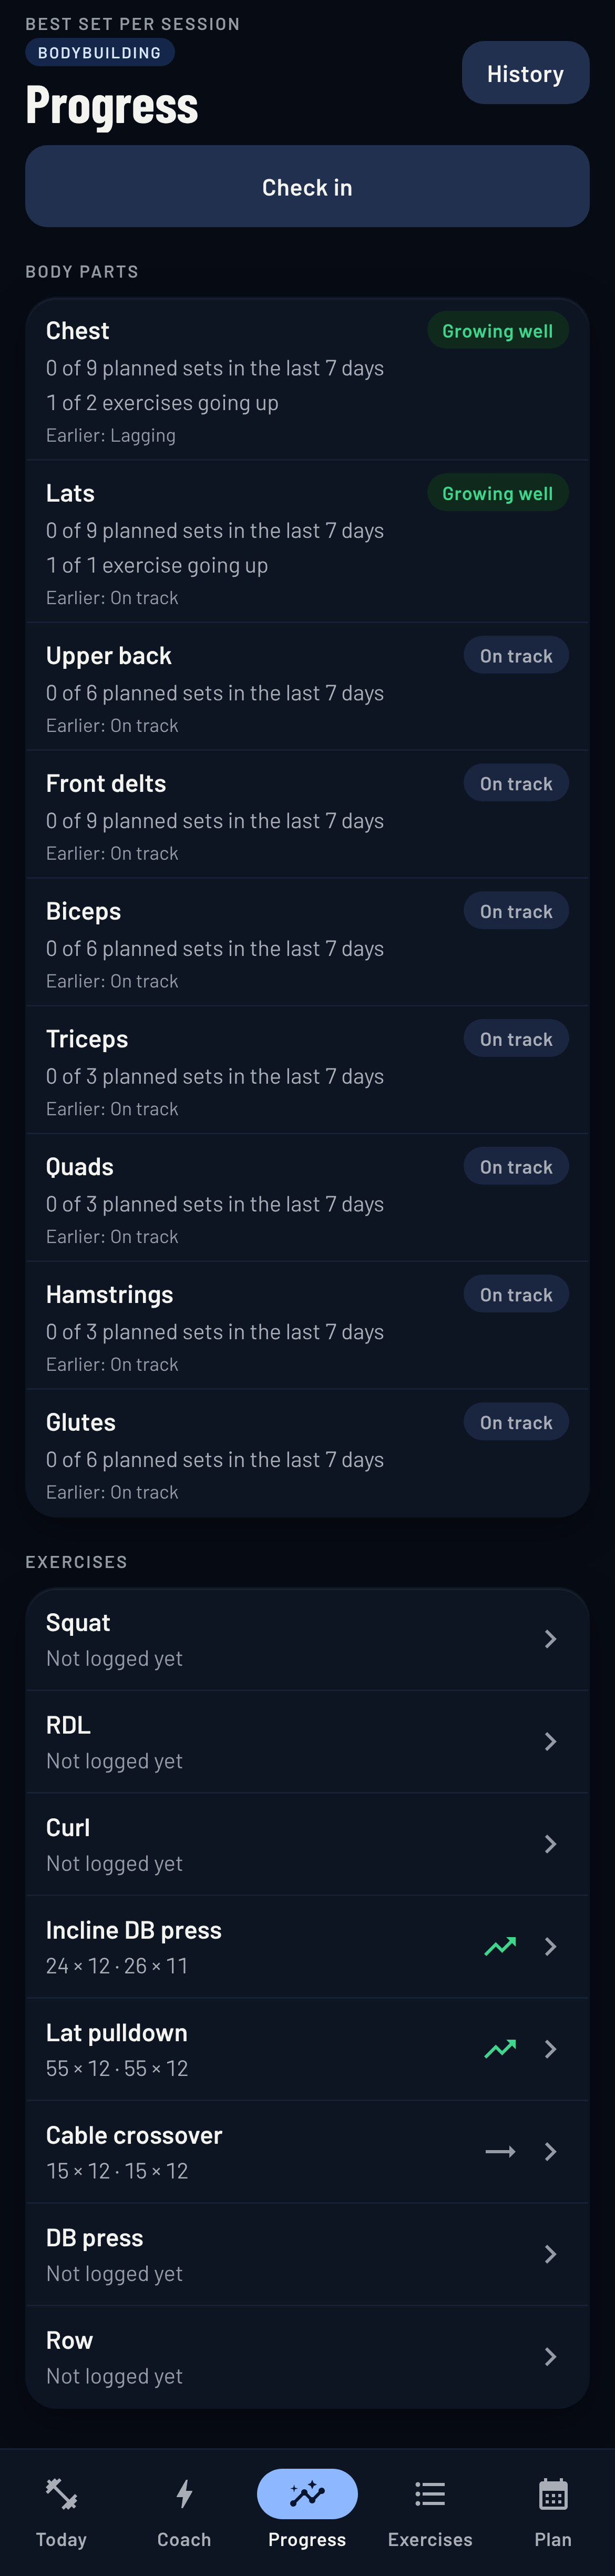 BEST SET PER SESSION
BODYBUILDING
Progress
History
Check in
BODY PARTS
Chest
Growing well
0 of 9 planned sets in the last 7 days
1 of 2 exercises going up
Earlier: Lagging
Lats
Growing well
0 of 9 planned sets in the last 7 days
1 of 1 exercise going up
Earlier: On track
Upper back
On track
0 of 6 planned sets in the last 7 days
Earlier: On track
Front delts
On track
0 of 9 planned sets in the last 7 days
Earlier: On track
Biceps
On track
0 of 6 planned sets in the last 7 days
Earlier: On track
Triceps
On track
0 of 3 planned sets in the last 7 days
Earlier: On track
Quads
On track
0 of 3 planned sets in the last 7 days
Earlier: On track
Hamstrings
On track
0 of 3 planned sets in the last 7 days
Earlier: On track
Glutes
On track
0 of 6 planned sets in the last 7 days
Earlier: On track
EXERCISES
Squat
Not logged yet
RDL
Not logged yet
Curl
Not logged yet
Incline DB press
24 × 12 · 26 × 11
Lat pulldown
55 × 12 · 55 × 12
Cable crossover
15 × 12 · 15 × 12
DB press
Not logged yet
Row
Not logged yet
Today
Coach
Progress
Exercises
Plan